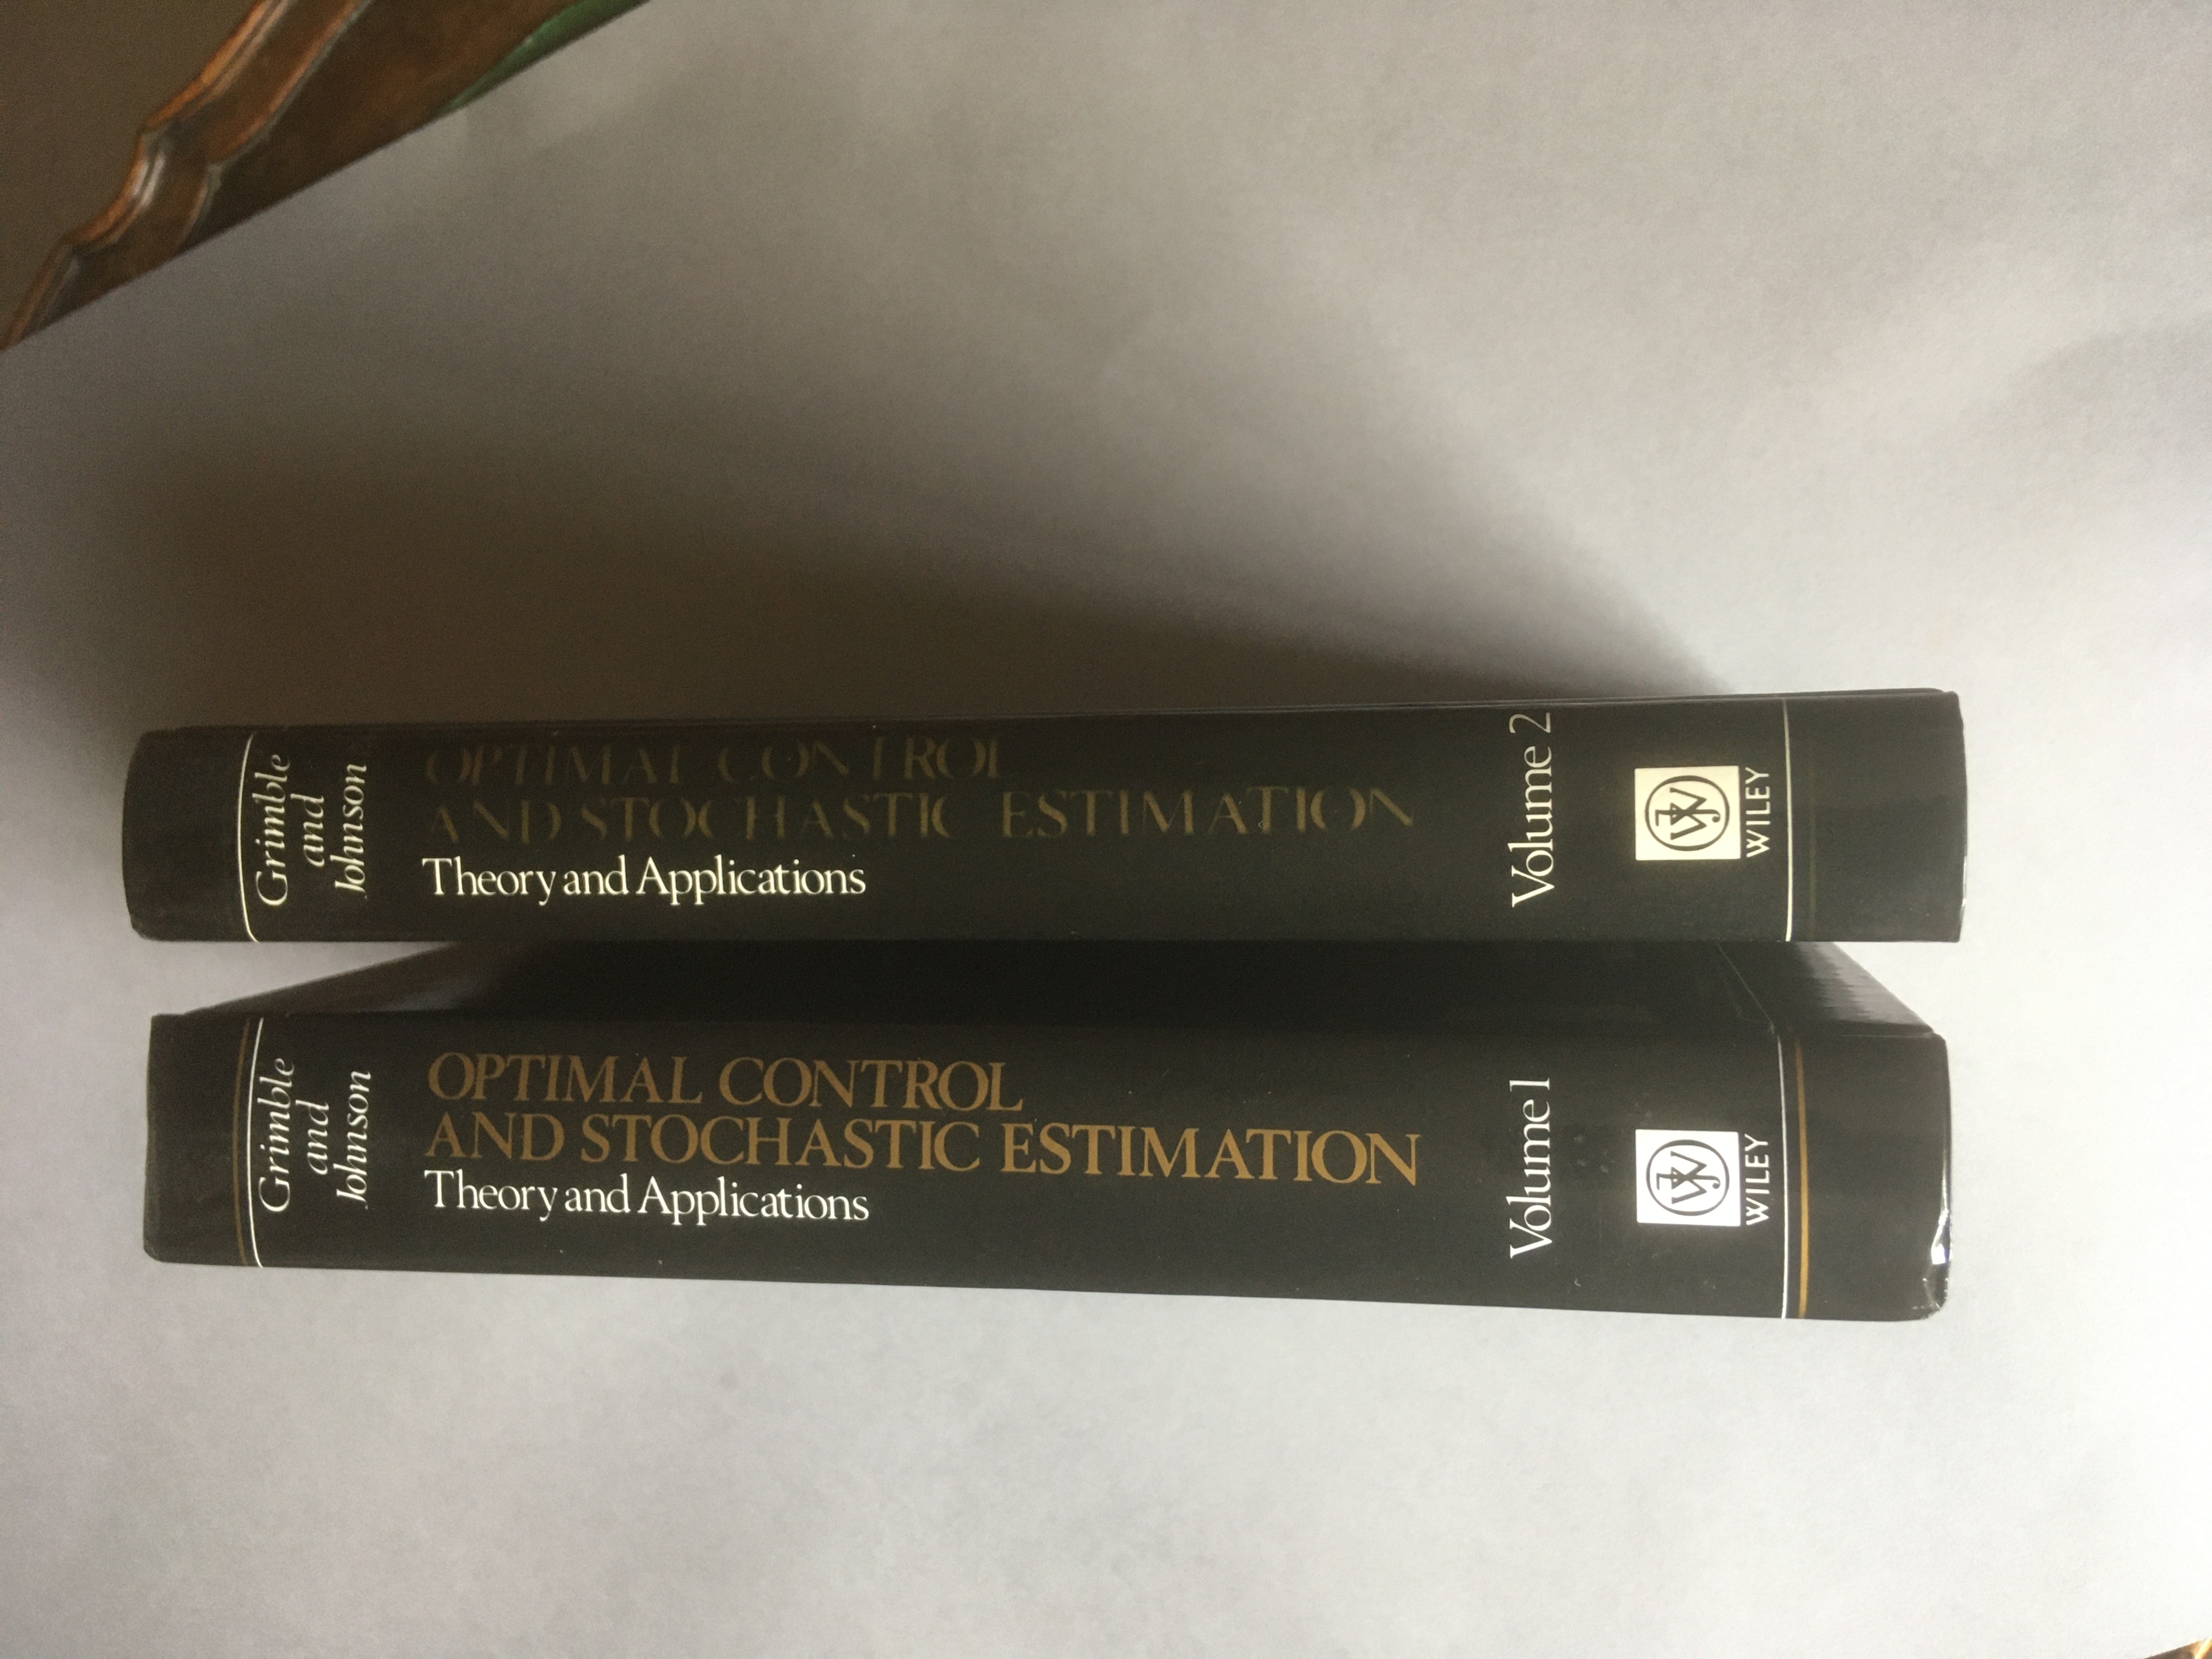 Grimble
and
Johnson
OPTIMAL CONTROL
AND STOCHASTIC ESTIMATION
Theory and Applications
Volume 2
WILEY
Grimble
and
Johnson
OPTIMAL CONTROL
AND STOCHASTIC ESTIMATION
Theory and Applications
Volume 1
WILEY